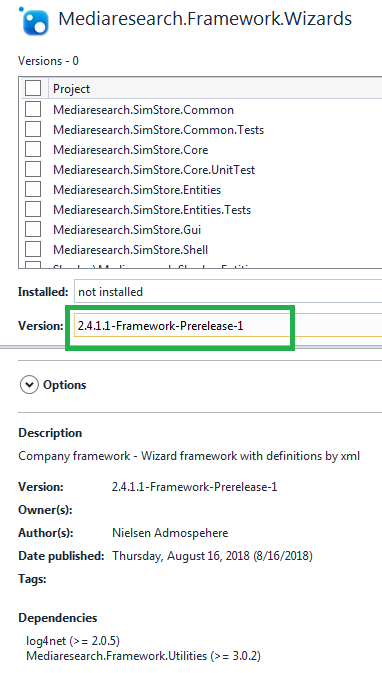 Mediaresearch.Framework.Wizards
Versions - 0
Project
Mediaresearch.SimStore.Common
Mediaresearch.SimStore.Common.Tests
Mediaresearch.SimStore.Core
Mediaresearch.SimStore.Core.UnitTest
Mediaresearch.SimStore.Entities
Mediaresearch.SimStore.Entities.Tests
Mediaresearch.SimStore.Gui
Mediaresearch.SimStore.Shell
Installed: not installed
Version: 2.4.1.1-Framework-Prerelease-1
Options
Description
Company framework - Wizard framework with definitions by xml
Version: 2.4.1.1-Framework-Prerelease-1
Owner(s):
Author(s): Nielsen Admospehere
Date published: Thursday, August 16, 2018 (8/16/2018)
Tags:
Dependencies
log4net (>= 2.0.5)
Mediaresearch.Framework.Utilities (>= 3.0.2)